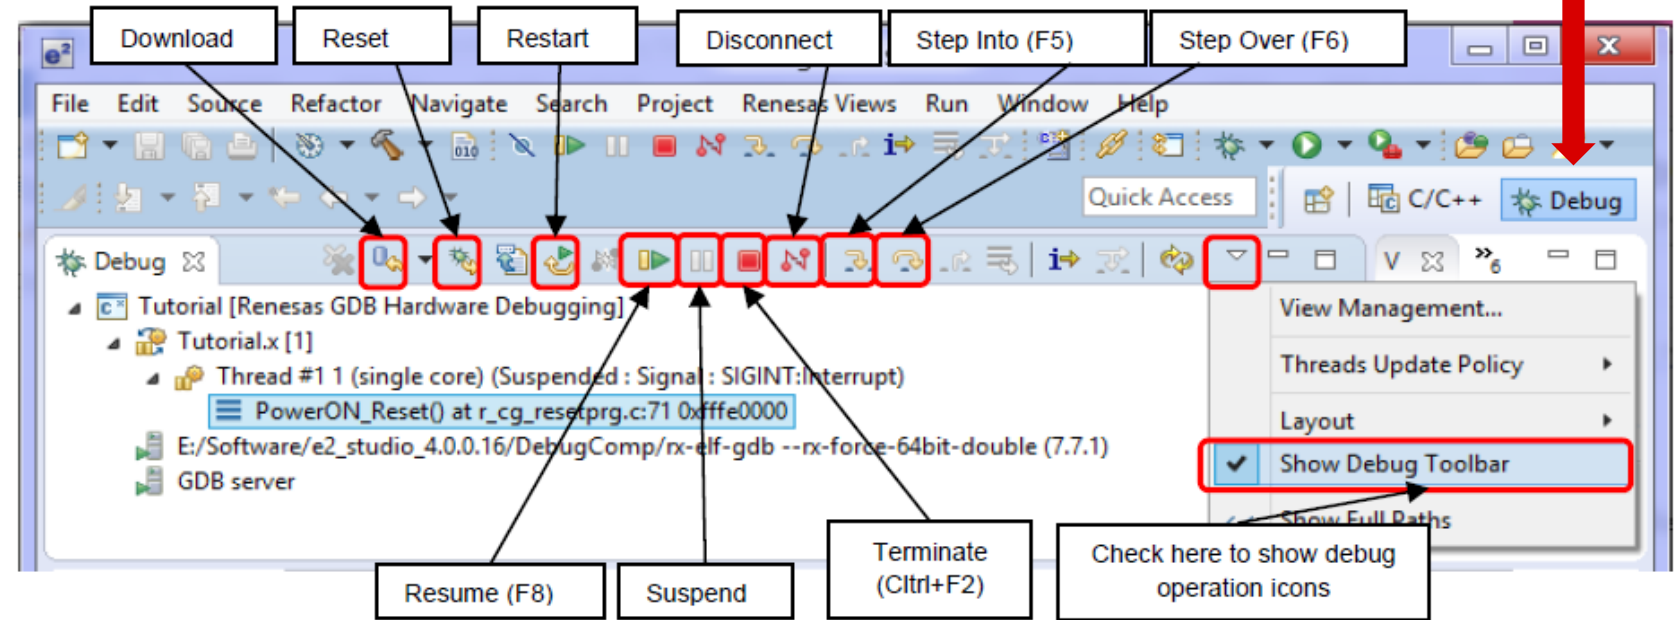 Download
Reset
Restart
Disconnect
Step Into (F5)
Step Over (F6)
e²
File Edit Source Refactor Navigate Search Project Renesas Views Run Window Help
010
Quick Access
C/C++
Debug
Debug
V
»6
Tutorial [Renesas GDB Hardware Debugging]
Tutorial.x [1]
Thread #1 1 (single core) (Suspended : Signal : SIGINT:Interrupt)
PowerON_Reset() at r_cg_resetprg.c:71 0xfffe0000
E:/Software/e2_studio_4.0.0.16/DebugComp/rx-elf-gdb --rx-force-64bit-double (7.7.1)
GDB server
View Management...
Threads Update Policy
Layout
Show Debug Toolbar
Show Full Paths
Resume (F8)
Suspend
Terminate
(Cltrl+F2)
Check here to show debug
operation icons